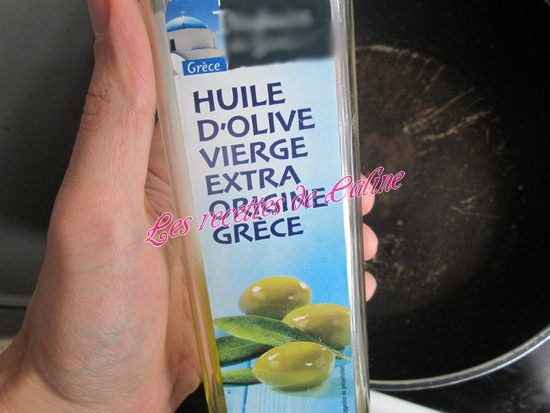 Grèce
HUILE
D'OLIVE
VIERGE
EXTRA
ORIGINE
GRÈCE
Les recettes de Caline